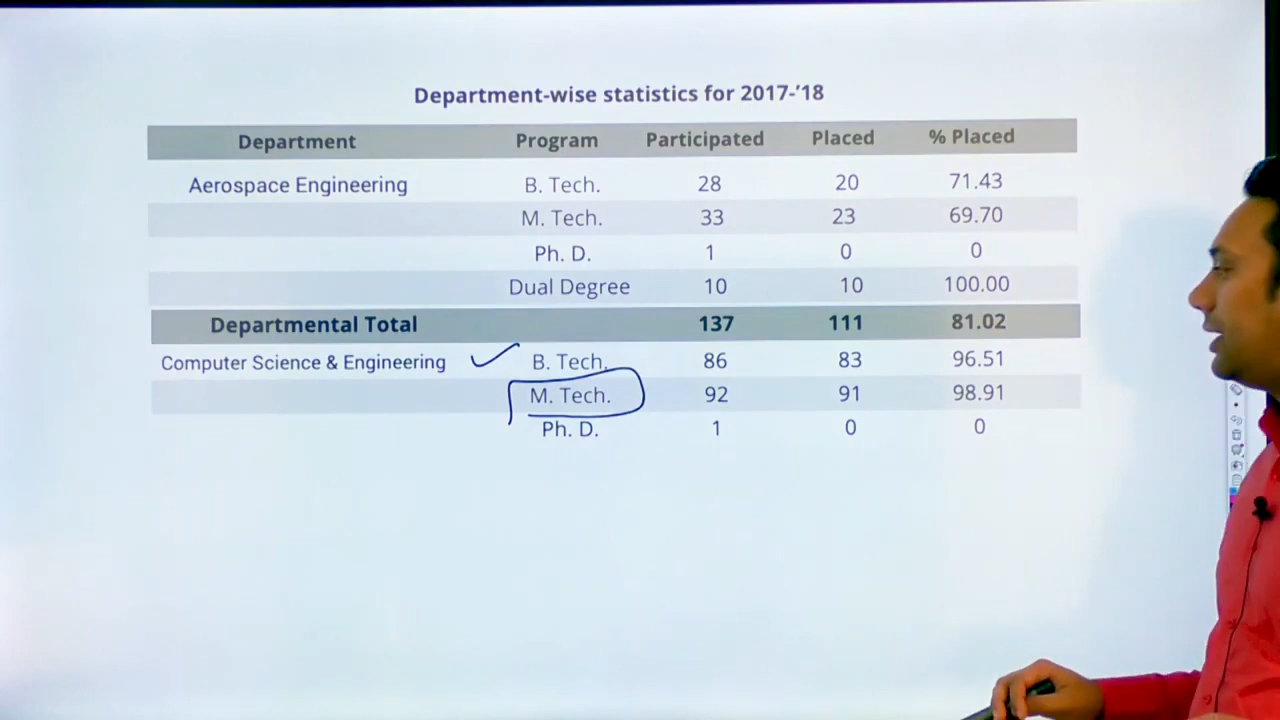 Department-wise statistics for 2017-'18
Department Program Participated Placed % Placed
Aerospace Engineering B. Tech. 28 20 71.43
M. Tech. 33 23 69.70
Ph. D. 1 0 0
Dual Degree 10 10 100.00
Departmental Total 137 111 81.02
Computer Science & Engineering B. Tech. 86 83 96.51
M. Tech. 92 91 98.91
Ph. D. 1 0 0